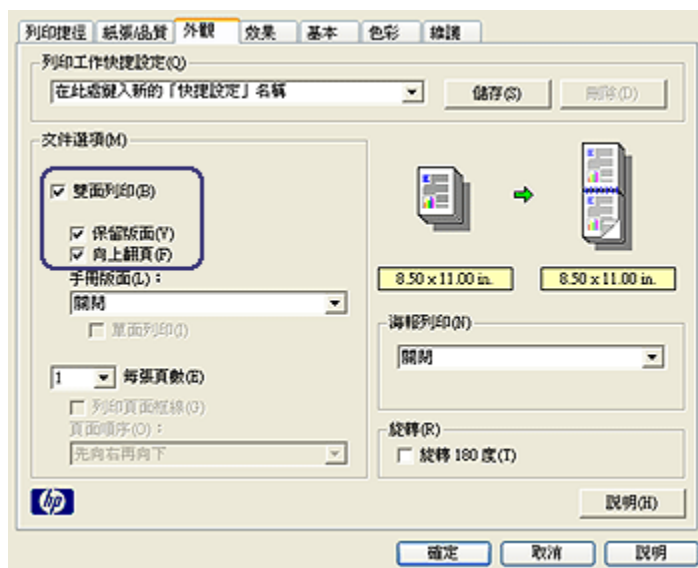 列印捷徑 紙張/品質 外觀 效果 基本 色彩 維護
列印工作快捷設定(Q)
在此處鍵入新的「快捷設定」名稱 儲存(S) 刪除(D)
文件選項(M)
雙面列印(B)
保留版面(V)
向上翻頁(F)
手冊版面(L)：
關閉
單面列印(I)
1 每張頁數(E)
列印頁面框線(G)
頁面順序(O)：
先向右再向下
8.50 x 11.00 in. 8.50 x 11.00 in.
海報列印(N)
關閉
旋轉(R)
旋轉 180 度(T)
hp
說明(H)
確定 取消 說明